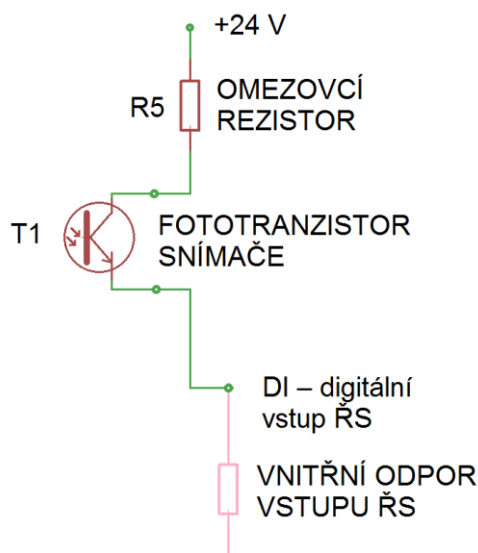 +24 V
R5
OMEZOVCÍ
REZISTOR
T1
FOTOTRANZISTOR
SNÍMAČE
DI – digitální
vstup ŘS
VNITŘNÍ ODPOR
VSTUPU ŘS